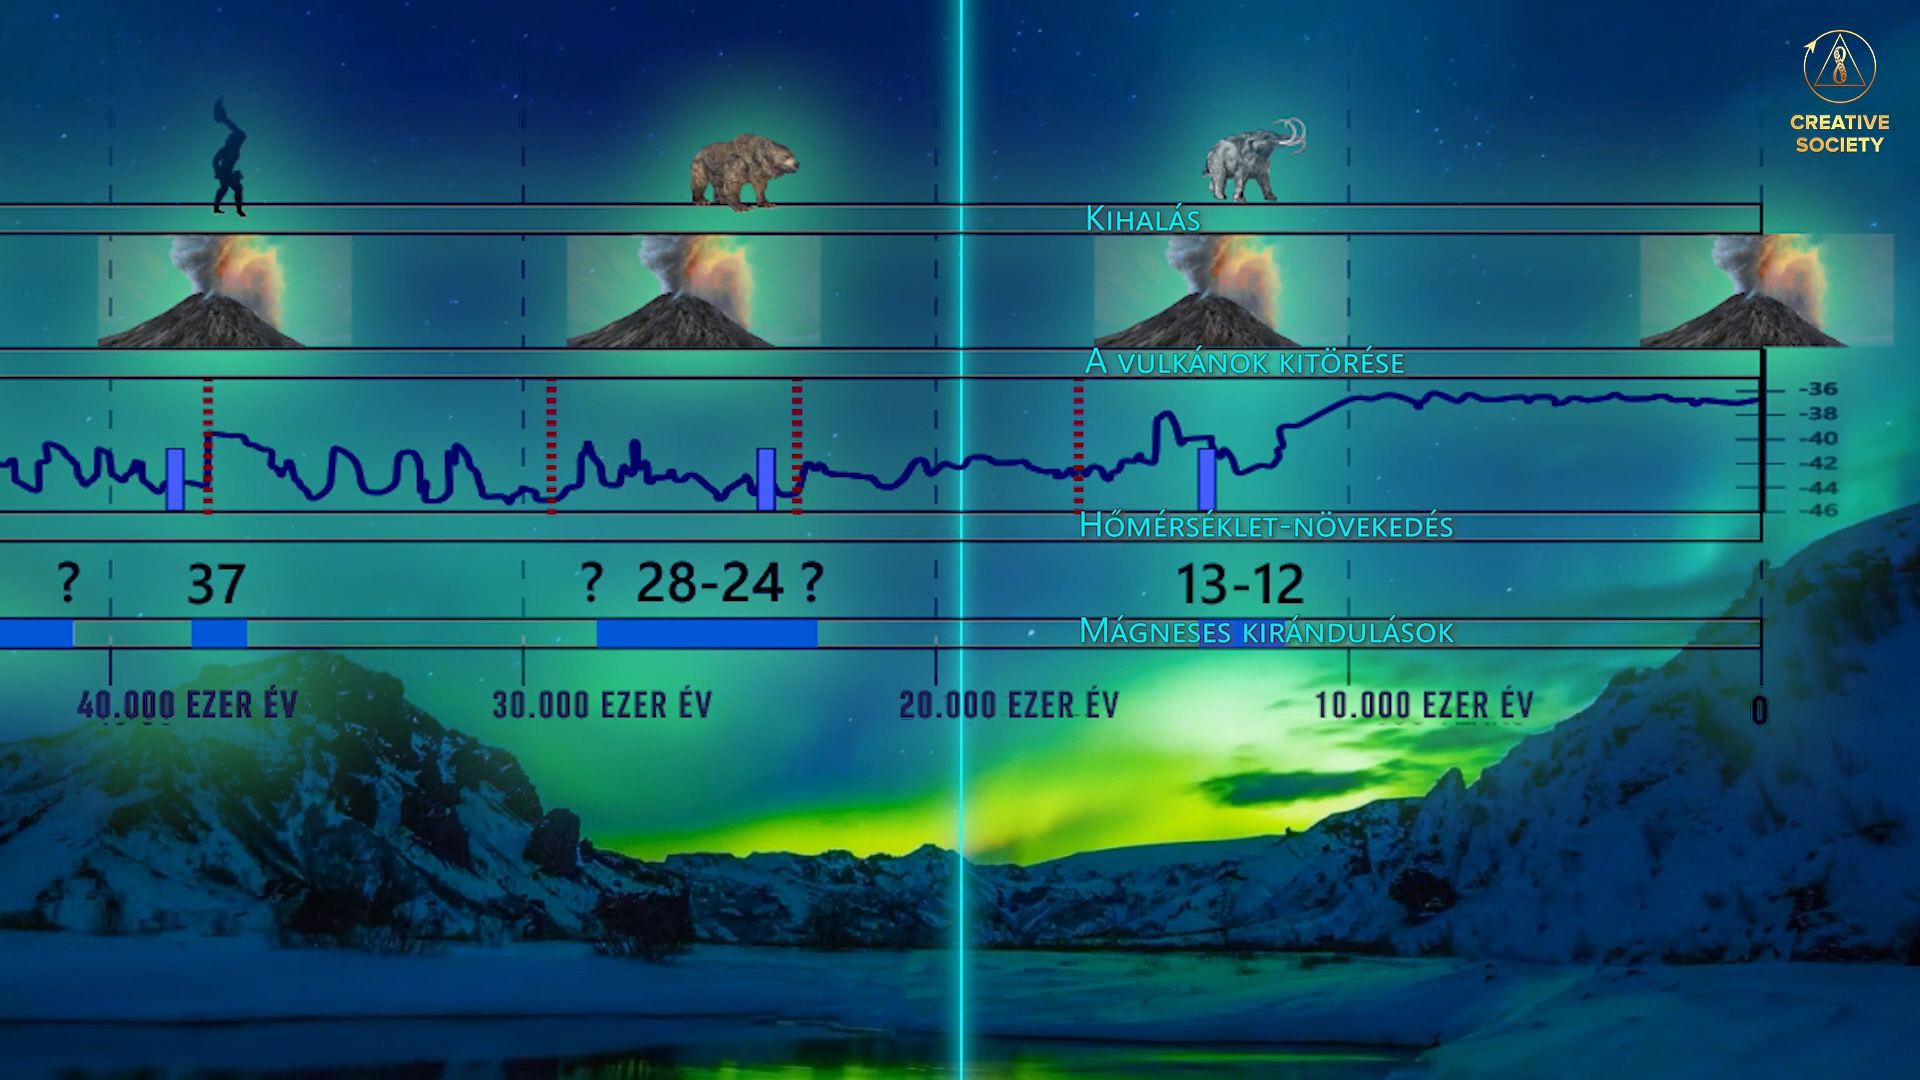 CREATIVE
SOCIETY
KIHALÁS
A VULKÁNOK KITÖRÉSE
-36
-38
-40
-42
-44
-46
HŐMÉRSÉKLET-NÖVEKEDÉS
? 37 ? 28-24 ? 13-12
MÁGNESES KIRÁNDULÁSOK
40.000 EZER ÉV 30.000 EZER ÉV 20.000 EZER ÉV 10.000 EZER ÉV 0